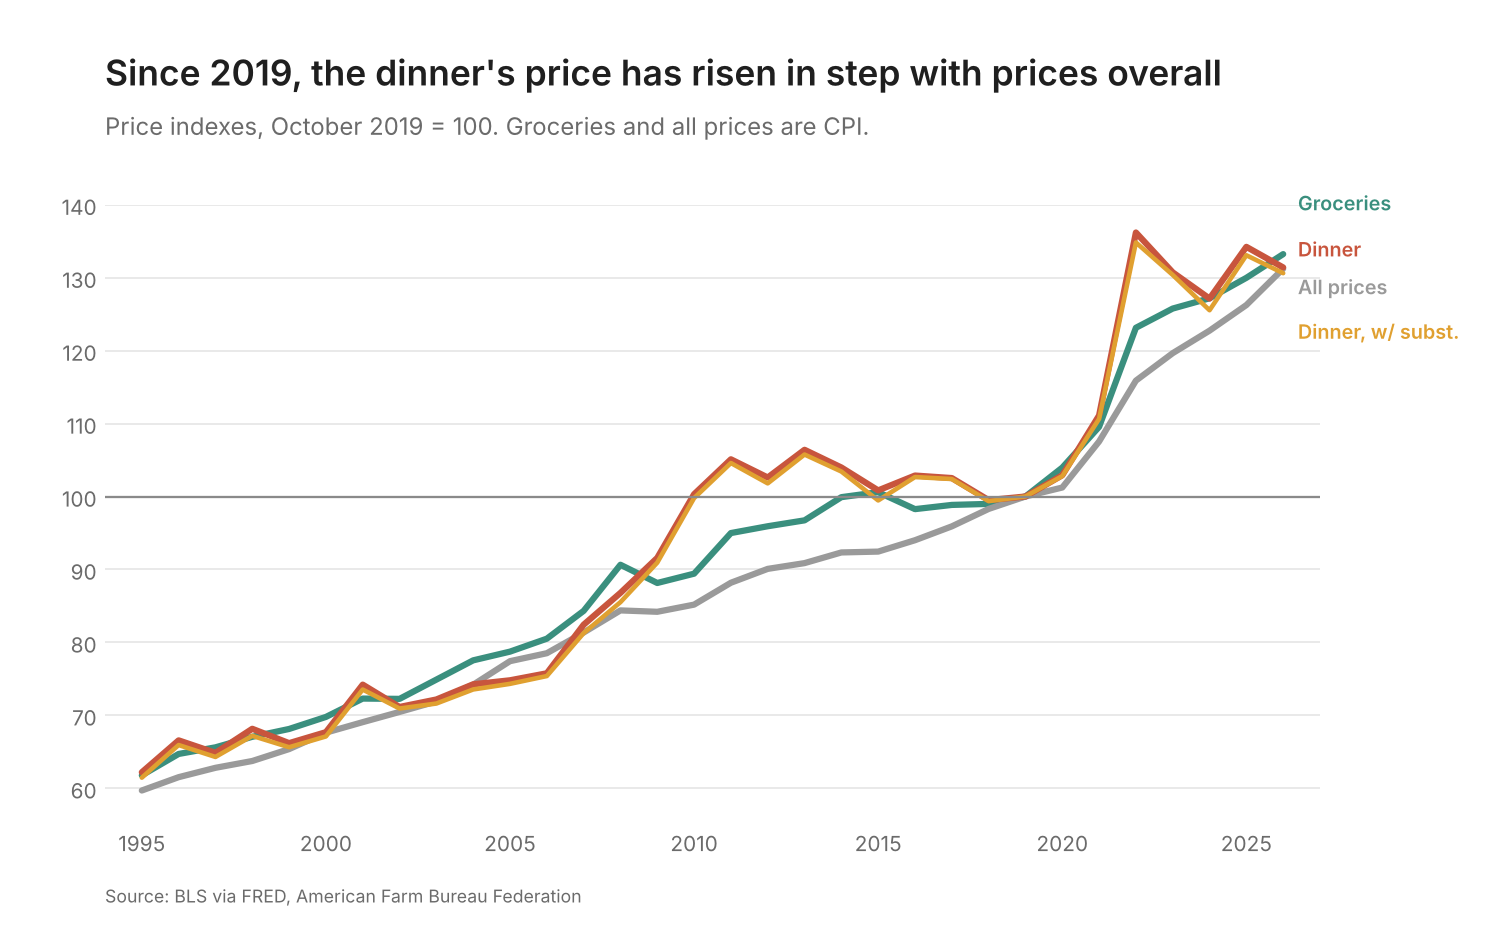 Since 2019, the dinner's price has risen in step with prices overall
Price indexes, October 2019 = 100. Groceries and all prices are CPI.
140
130
120
110
100
90
80
70
60
Groceries
Dinner
All prices
Dinner, w/ subst.
1995 2000 2005 2010 2015 2020 2025
Source: BLS via FRED, American Farm Bureau Federation